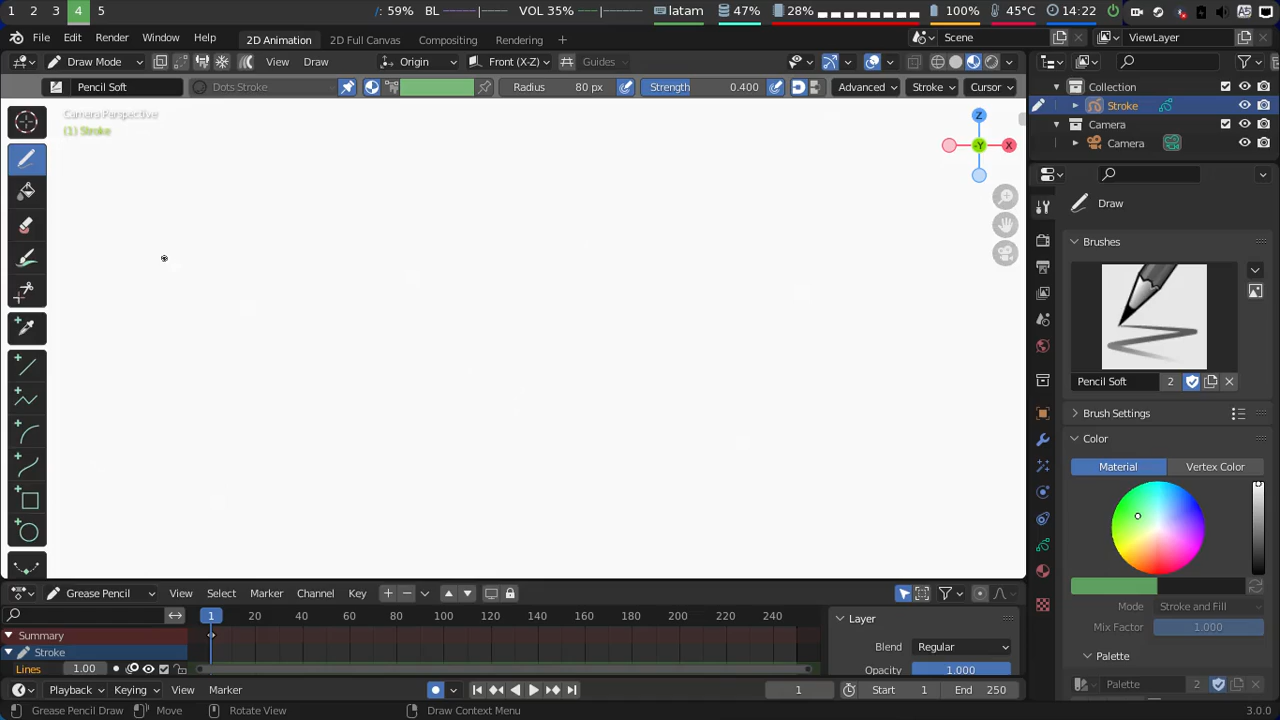 1 2 3 4 5 /: 59% BL VOL 35% latam 47% 28% 100% 45°C 14:22
File Edit Render Window Help 2D Animation 2D Full Canvas Compositing Rendering + Scene ViewLayer
Draw Mode View Draw Origin Front (X-Z) Guides
Pencil Soft Dots Stroke Radius 80 px Strength 0.400 Advanced Stroke Cursor
Camera Perspective
(1) Stroke
Z
-Y X
Collection
Stroke
Camera
Camera
Draw
Brushes
Pencil Soft 2
Brush Settings
Color
Material Vertex Color
Mode Stroke and Fill
Mix Factor 1.000
Palette
Palette 2
Grease Pencil View Select Marker Channel Key
1 20 40 60 80 100 120 140 160 180 200 220 240
Summary
Stroke
Lines 1.00
Layer
Blend Regular
Opacity 1.000
Playback Keying View Marker 1 Start 1 End 250
Grease Pencil Draw Move Rotate View Draw Context Menu 3.0.0